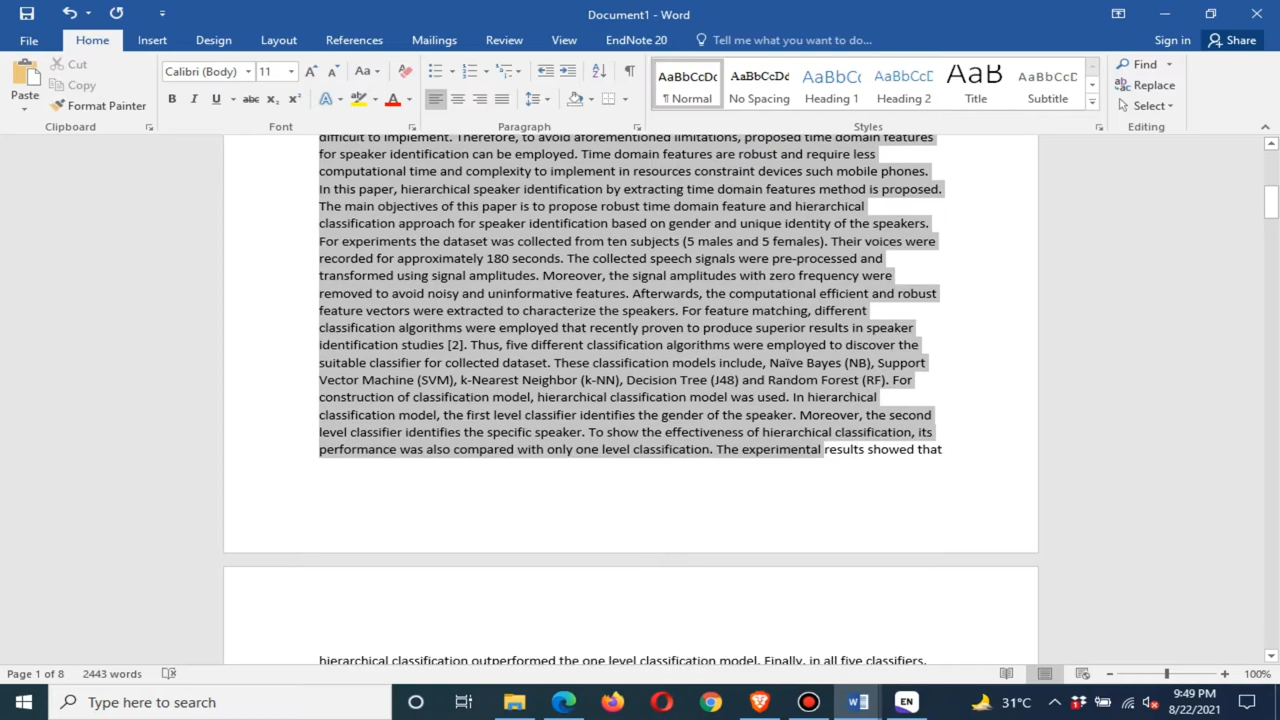 Document1 - Word
File Home Insert Design Layout References Mailings Review View EndNote 20 Tell me what you want to do... Sign in Share
Paste
Cut
Copy
Format Painter
Clipboard
Calibri (Body) 11
Aa
B I U abc X2 X2
A aby A
Font
Paragraph
AaBbCcDc AaBbCcDd AaBbCc AaBbCcD AaB AaBbCcD
¶ Normal No Spacing Heading 1 Heading 2 Title Subtitle
Styles
Find
Replace
Select
Editing
difficult to implement. Therefore, to avoid aforementioned limitations, proposed time domain features
for speaker identification can be employed. Time domain features are robust and require less
computational time and complexity to implement in resources constraint devices such mobile phones.
In this paper, hierarchical speaker identification by extracting time domain features method is proposed.
The main objectives of this paper is to propose robust time domain feature and hierarchical
classification approach for speaker identification based on gender and unique identity of the speakers.
For experiments the dataset was collected from ten subjects (5 males and 5 females). Their voices were
recorded for approximately 180 seconds. The collected speech signals were pre-processed and
transformed using signal amplitudes. Moreover, the signal amplitudes with zero frequency were
removed to avoid noisy and uninformative features. Afterwards, the computational efficient and robust
feature vectors were extracted to characterize the speakers. For feature matching, different
classification algorithms were employed that recently proven to produce superior results in speaker
identification studies [2]. Thus, five different classification algorithms were employed to discover the
suitable classifier for collected dataset. These classification models include, Naïve Bayes (NB), Support
Vector Machine (SVM), k-Nearest Neighbor (k-NN), Decision Tree (J48) and Random Forest (RF). For
construction of classification model, hierarchical classification model was used. In hierarchical
classification model, the first level classifier identifies the gender of the speaker. Moreover, the second
level classifier identifies the specific speaker. To show the effectiveness of hierarchical classification, its
performance was also compared with only one level classification. The experimental results showed that
hierarchical classification outperformed the one level classification model. Finally, in all five classifiers,
Page 1 of 8 2443 words 100%
Type here to search
EN
31°C
9:49 PM
8/22/2021